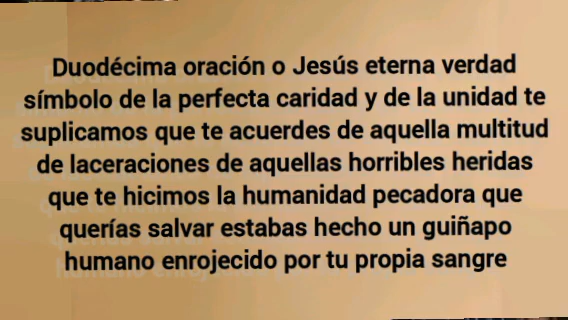 Duodécima oración o Jesús eterna verdad
símbolo de la perfecta caridad y de la unidad te
suplicamos que te acuerdes de aquella multitud
de laceraciones de aquellas horribles heridas
que te hicimos la humanidad pecadora que
querías salvar estabas hecho un guiñapo
humano enrojecido por tu propia sangre